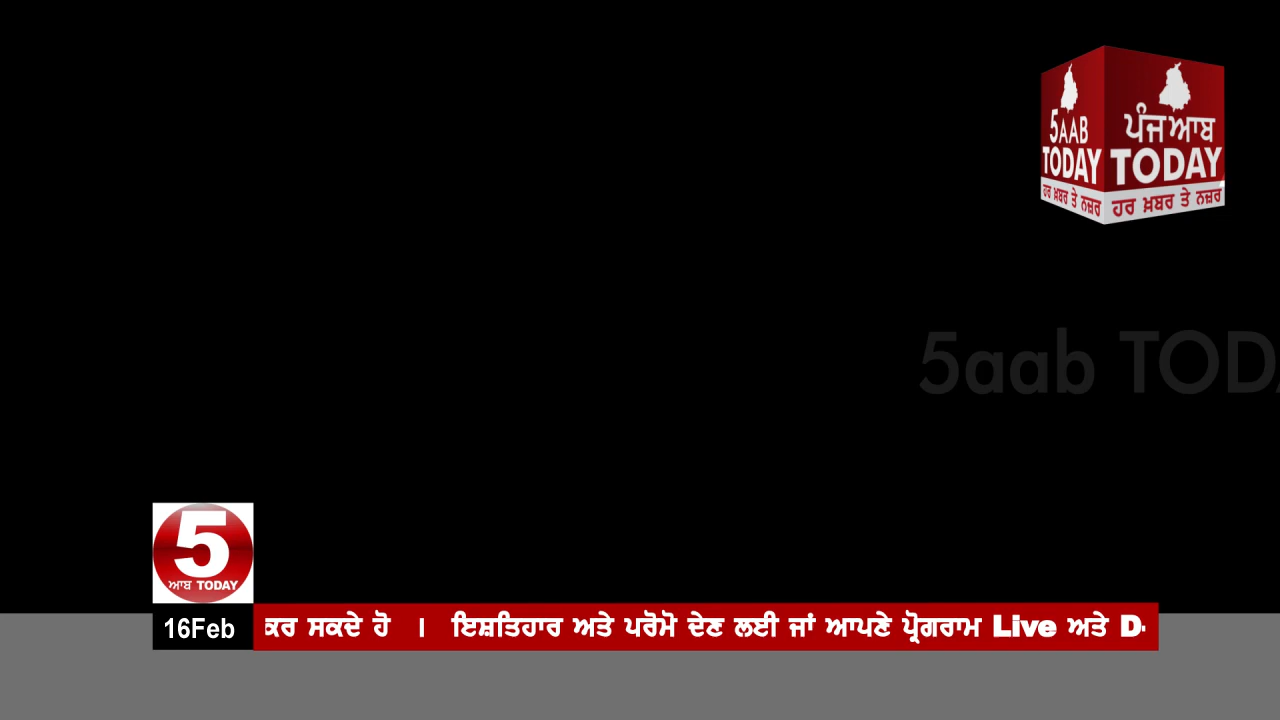 5AAB
TODAY
ਹਰ ਖ਼ਬਰ ਤੇ ਨਜ਼ਰ
ਪੰਜਆਬ
TODAY
ਹਰ ਖ਼ਬਰ ਤੇ ਨਜ਼ਰ
5aab TODA
5
ਆਬ TODAY
16Feb
ਕਰ ਸਕਦੇ ਹੋ । ਇਸ਼ਤਿਹਾਰ ਅਤੇ ਪਰੋਮੋ ਦੇਣ ਲਈ ਜਾਂ ਆਪਣੇ ਪ੍ਰੋਗਰਾਮ Live ਅਤੇ